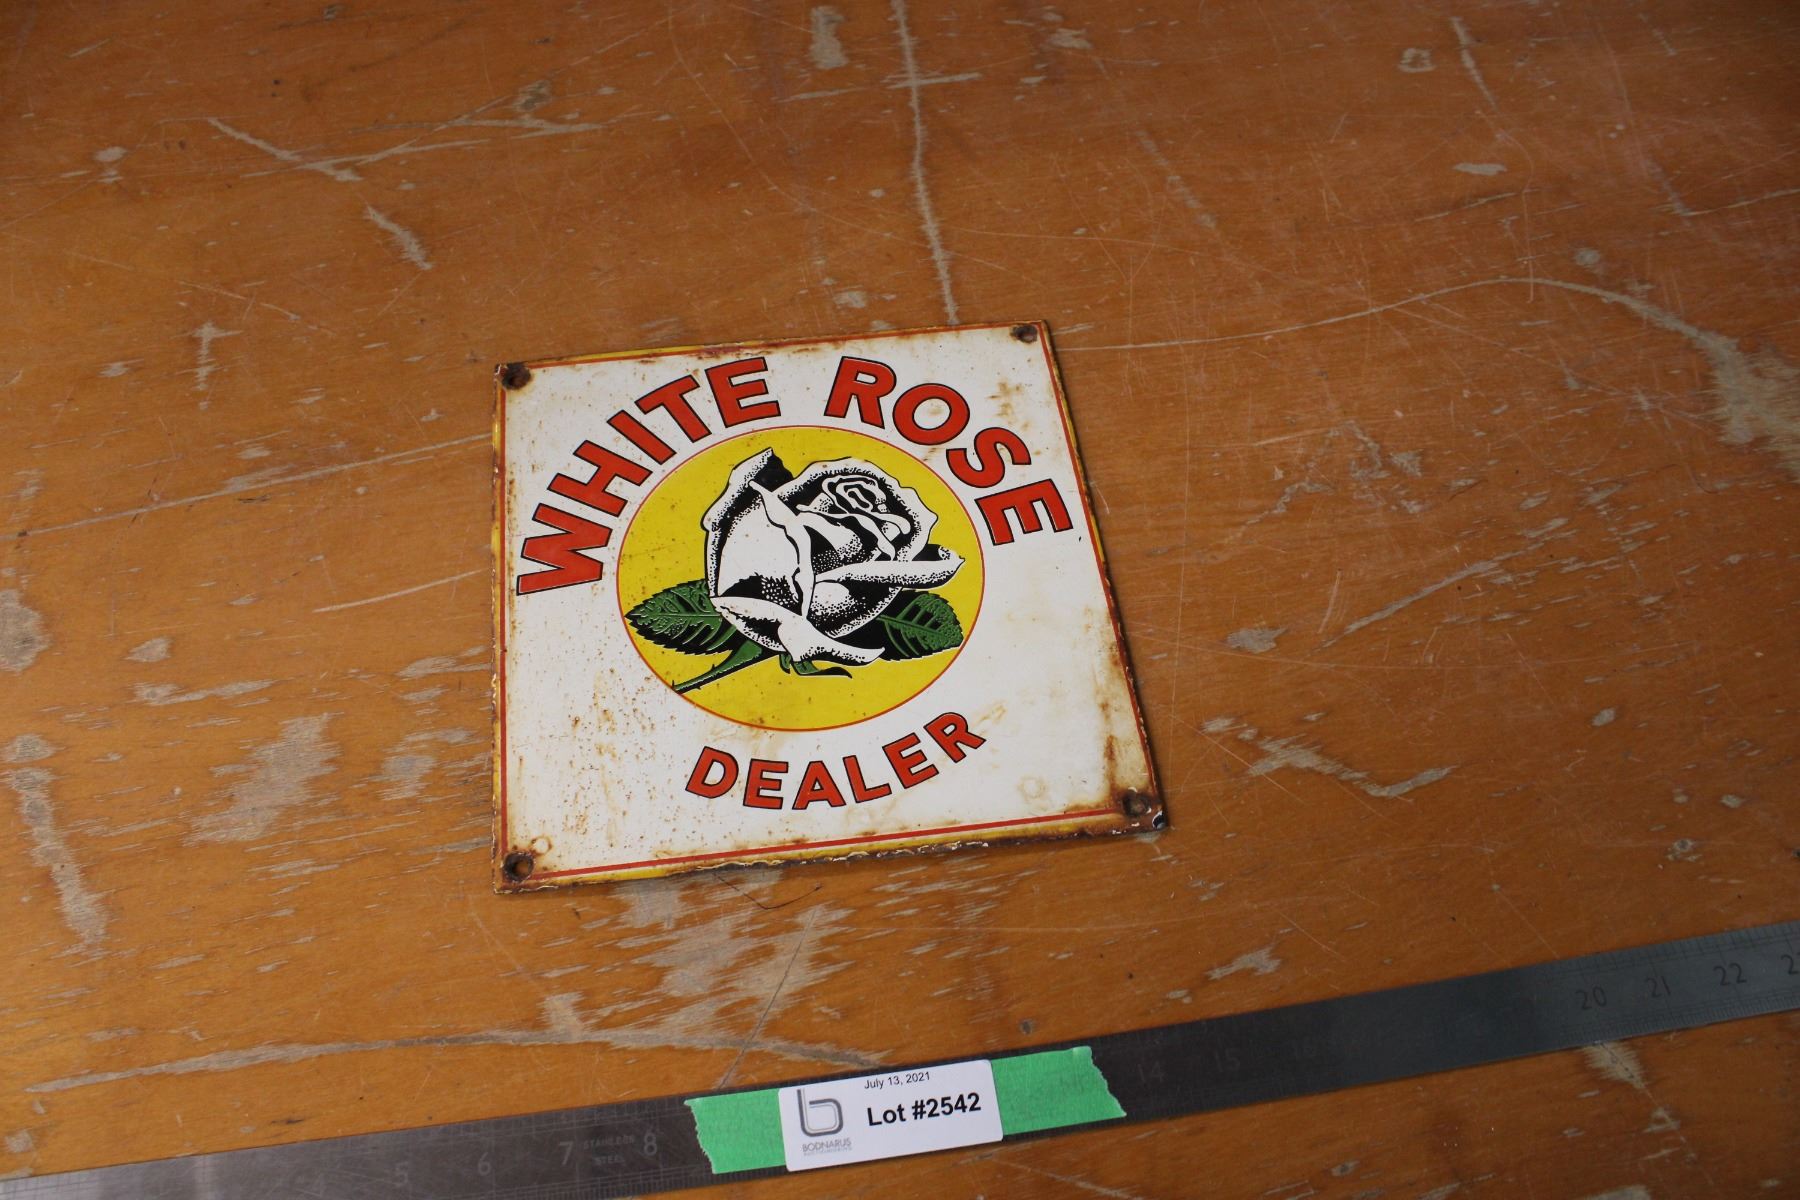 WHITE ROSE
DEALER
July 13, 2021
Lot #2542
BODNARUS
AUCTIONEERING
5 6 7 STAINLESS 8
STEEL
14 15 20 21 22